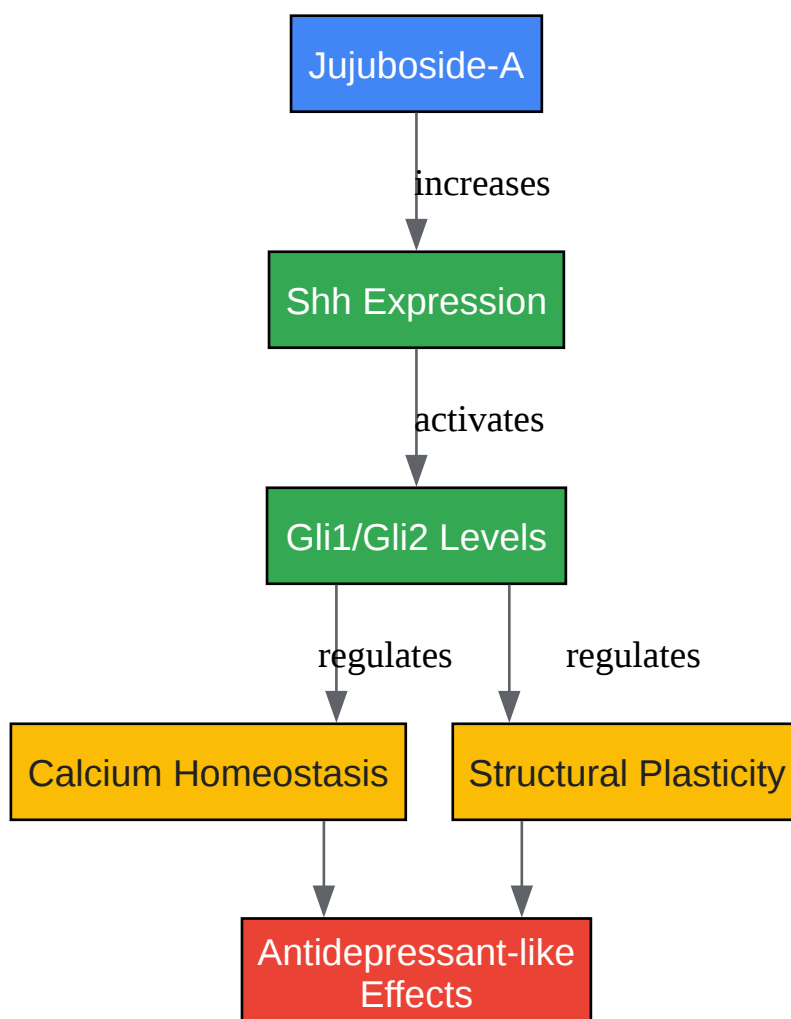 Jujuboside-A
increases
Shh Expression
activates
Gli1/Gli2 Levels
regulates
regulates
Calcium Homeostasis
Structural Plasticity
Antidepressant-like
Effects